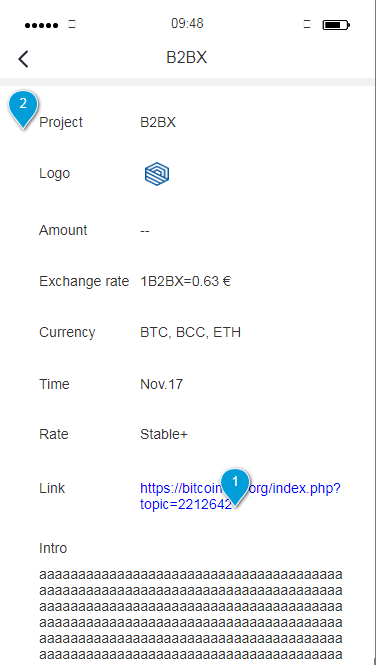 09:48
B2BX
2
Project B2BX
Logo
Amount --
Exchange rate 1B2BX=0.63 €
Currency BTC, BCC, ETH
Time Nov.17
Rate Stable+
1
Link https://bitcoin org/index.php?
topic=2212642
Intro
aaaaaaaaaaaaaaaaaaaaaaaaaaaaaaaaaaaaaaa
aaaaaaaaaaaaaaaaaaaaaaaaaaaaaaaaaaaaaaa
aaaaaaaaaaaaaaaaaaaaaaaaaaaaaaaaaaaaaaa
aaaaaaaaaaaaaaaaaaaaaaaaaaaaaaaaaaaaaaa
aaaaaaaaaaaaaaaaaaaaaaaaaaaaaaaaaaaaaaa
aaaaaaaaaaaaaaaaaaaaaaaaaaaaaaaaaaaaaaa